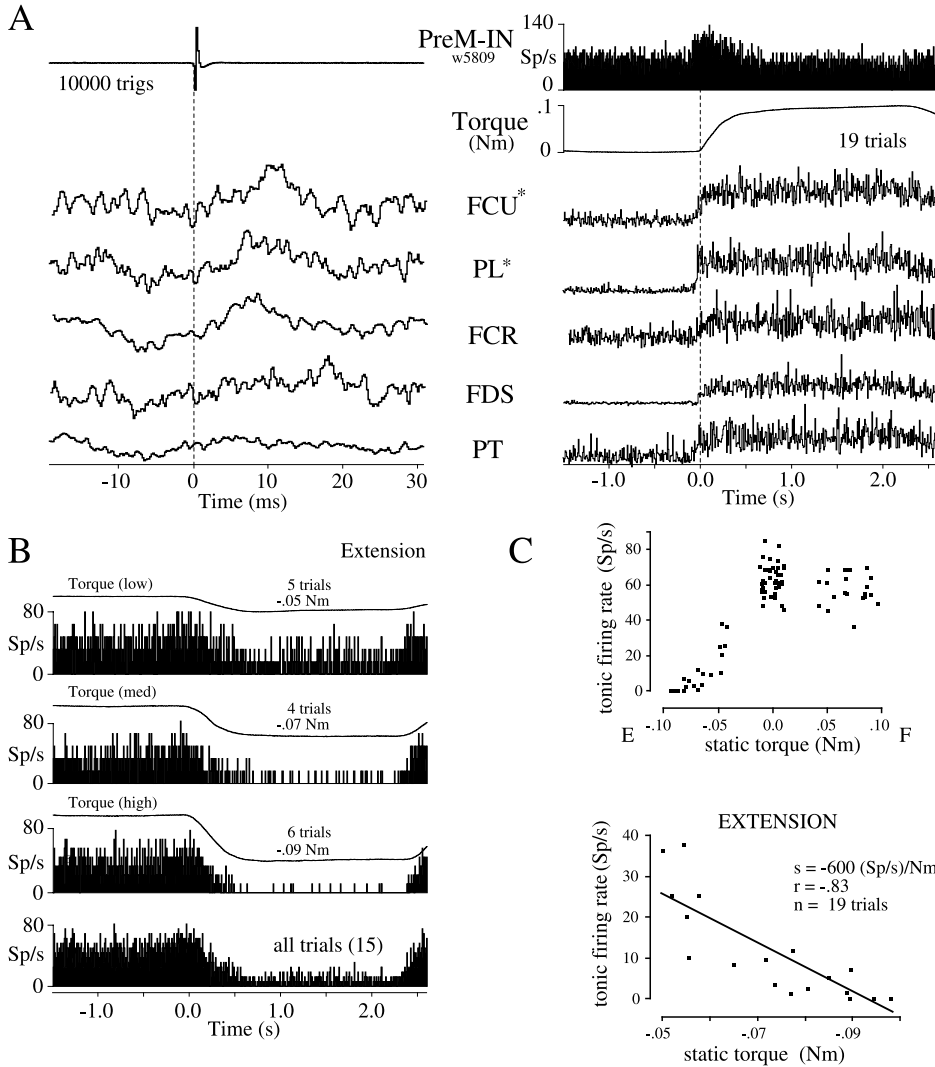 A
10000 trigs
PreM-IN
w5809
140
Sp/s
0
Torque
(Nm)
.1
0
19 trials
FCU*
PL*
FCR
FDS
PT
-10 0 10 20 30
Time (ms)
-1.0 0.0 1.0 2.0
Time (s)
B
Extension
Torque (low)
5 trials
-.05 Nm
80
Sp/s
0
Torque (med)
4 trials
-.07 Nm
80
Sp/s
0
Torque (high)
6 trials
-.09 Nm
80
Sp/s
0
80
Sp/s
0
all trials (15)
-1.0 0.0 1.0 2.0
Time (s)
C
tonic firing rate (Sp/s)
80
60
40
20
0
-.10 -.05 0.0 .05 .10
E
static torque (Nm)
F
EXTENSION
tonic firing rate (Sp/s)
40
30
20
10
0
s = -600 (Sp/s)/Nm
r = -.83
n = 19 trials
-.05 -.07 -.09
static torque (Nm)